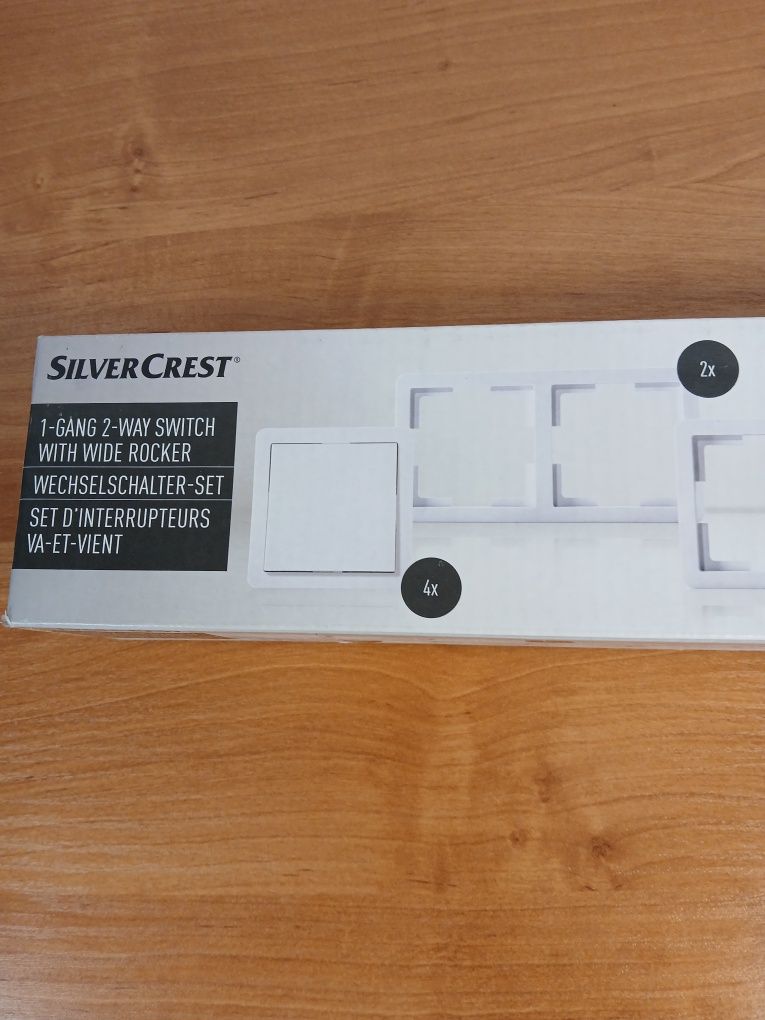 SILVERCREST®
1-GANG 2-WAY SWITCH
WITH WIDE ROCKER
WECHSELSCHALTER-SET
SET D'INTERRUPTEURS
VA-ET-VIENT
2x
4x